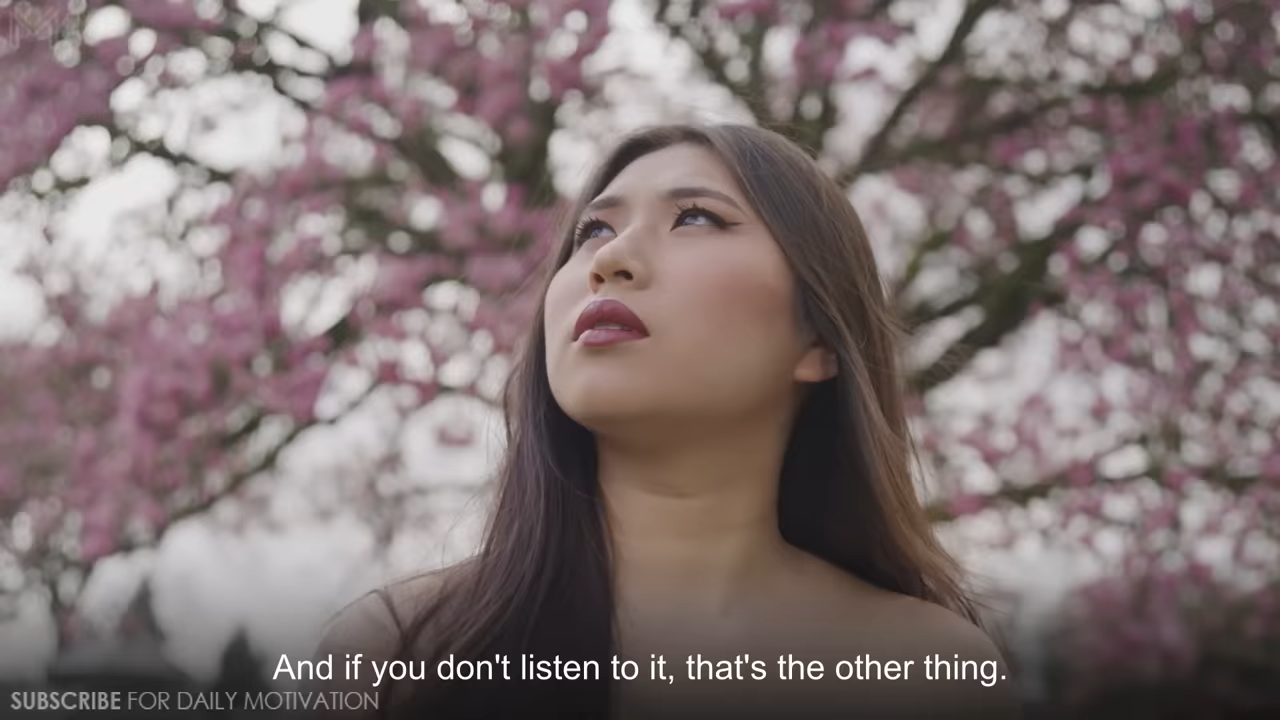 And if you don't listen to it, that's the other thing.
SUBSCRIBE FOR DAILY MOTIVATION